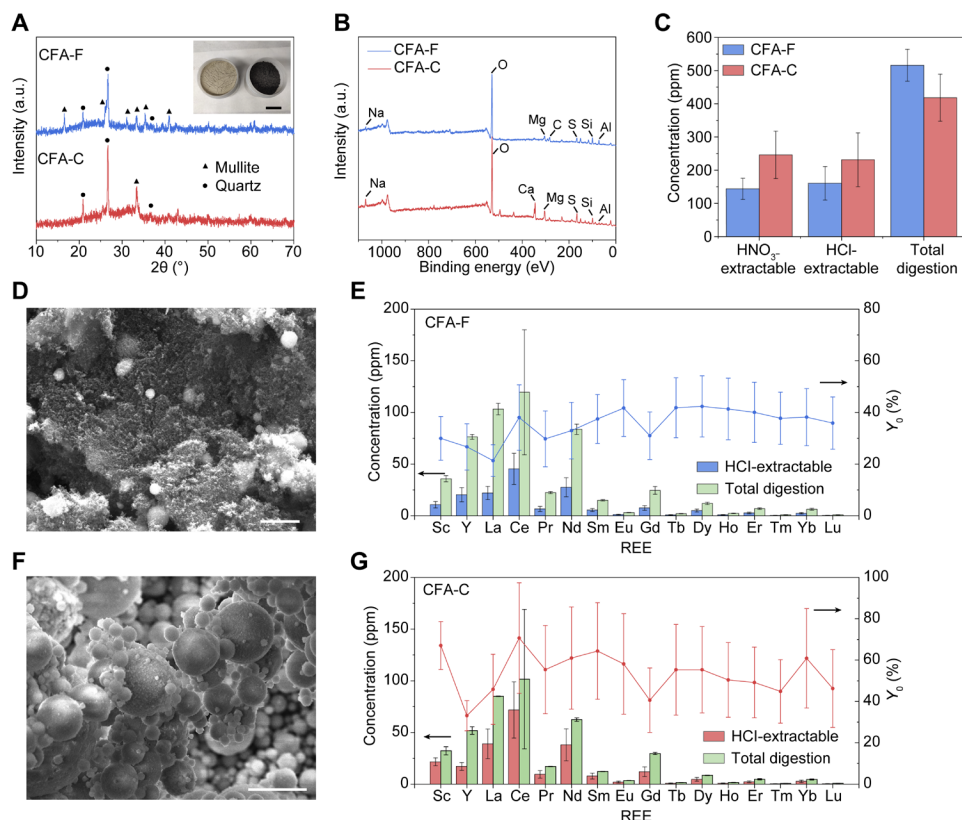 A
CFA-F
CFA-C
Mullite
Quartz
Intensity (a.u.)
10 20 30 40 50 60 70
2θ (°)
B
CFA-F
CFA-C
O
Na
Mg C S Si Al
O
Na
Ca
Mg S Si Al
Intensity (a.u.)
1000 800 600 400 200 0
Binding energy (eV)
C
CFA-F
CFA-C
Concentration (ppm)
600
500
400
300
200
100
0
HNO₃- HCl- Total
extractable extractable digestion
D
E
CFA-F
Concentration (ppm)
200
150
100
50
0
80
60
40
20
0
Y₀ (%)
HCl-extractable
Total digestion
Sc Y La Ce Pr Nd Sm Eu Gd Tb Dy Ho Er Tm Yb Lu
REE
F
G
CFA-C
Concentration (ppm)
200
150
100
50
0
100
80
60
40
20
0
Y₀ (%)
HCl-extractable
Total digestion
Sc Y La Ce Pr Nd Sm Eu Gd Tb Dy Ho Er Tm Yb Lu
REE